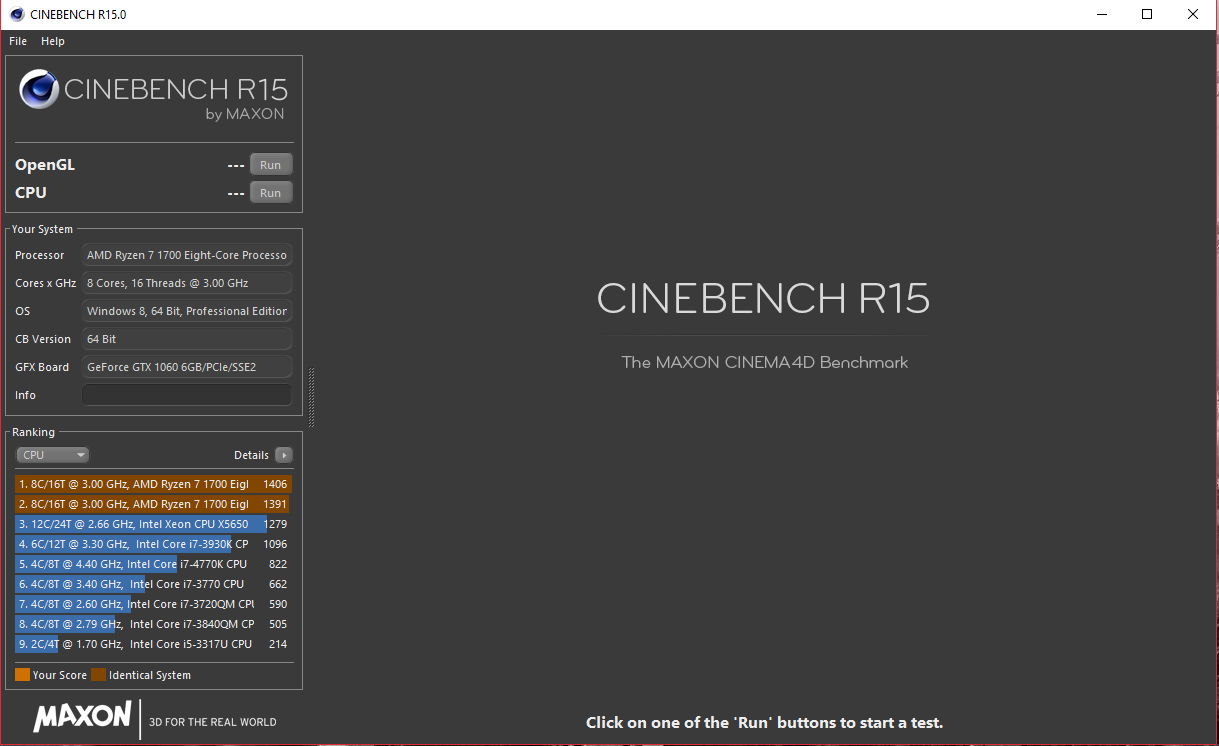 CINEBENCH R15.0
File Help
CINEBENCH R15
by MAXON
OpenGL --- Run
CPU --- Run
Your System
Processor AMD Ryzen 7 1700 Eight-Core Processo
Cores x GHz 8 Cores, 16 Threads @ 3.00 GHz
OS Windows 8, 64 Bit, Professional Edition
CB Version 64 Bit
GFX Board GeForce GTX 1060 6GB/PCIe/SSE2
Info
Ranking
CPU Details
1. 8C/16T @ 3.00 GHz, AMD Ryzen 7 1700 Eigl 1406
2. 8C/16T @ 3.00 GHz, AMD Ryzen 7 1700 Eigl 1391
3. 12C/24T @ 2.66 GHz, Intel Xeon CPU X5650 1279
4. 6C/12T @ 3.30 GHz, Intel Core i7-3930K CP 1096
5. 4C/8T @ 4.40 GHz, Intel Core i7-4770K CPU 822
6. 4C/8T @ 3.40 GHz, Intel Core i7-3770 CPU 662
7. 4C/8T @ 2.60 GHz, Intel Core i7-3720QM CPU 590
8. 4C/8T @ 2.79 GHz, Intel Core i7-3840QM CP 505
9. 2C/4T @ 1.70 GHz, Intel Core i5-3317U CPU 214
Your Score Identical System
MAXON 3D FOR THE REAL WORLD
CINEBENCH R15
The MAXON CINEMA4D Benchmark
Click on one of the 'Run' buttons to start a test.